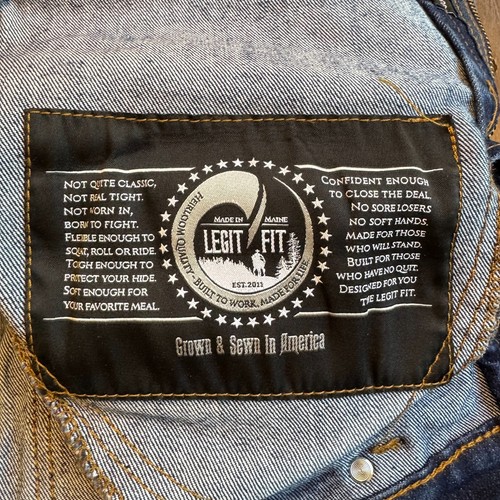 Not quite classic,
Not real tight.
Not worn in,
Born to fight.
Flexible enough to
squat, roll or ride.
Tough enough to
protect your hide.
Soft enough for
your favorite meal.
Heirloom Quality - Built to Work, Made for Life
Made in Maine
LEGIT FIT
Est. 2011
Confident enough
to close the deal.
No sore losers
No soft hands,
Made for those
who will stand.
Built for those
who have no quit.
Designed for you
The Legit Fit.
Grown & Sewn In America